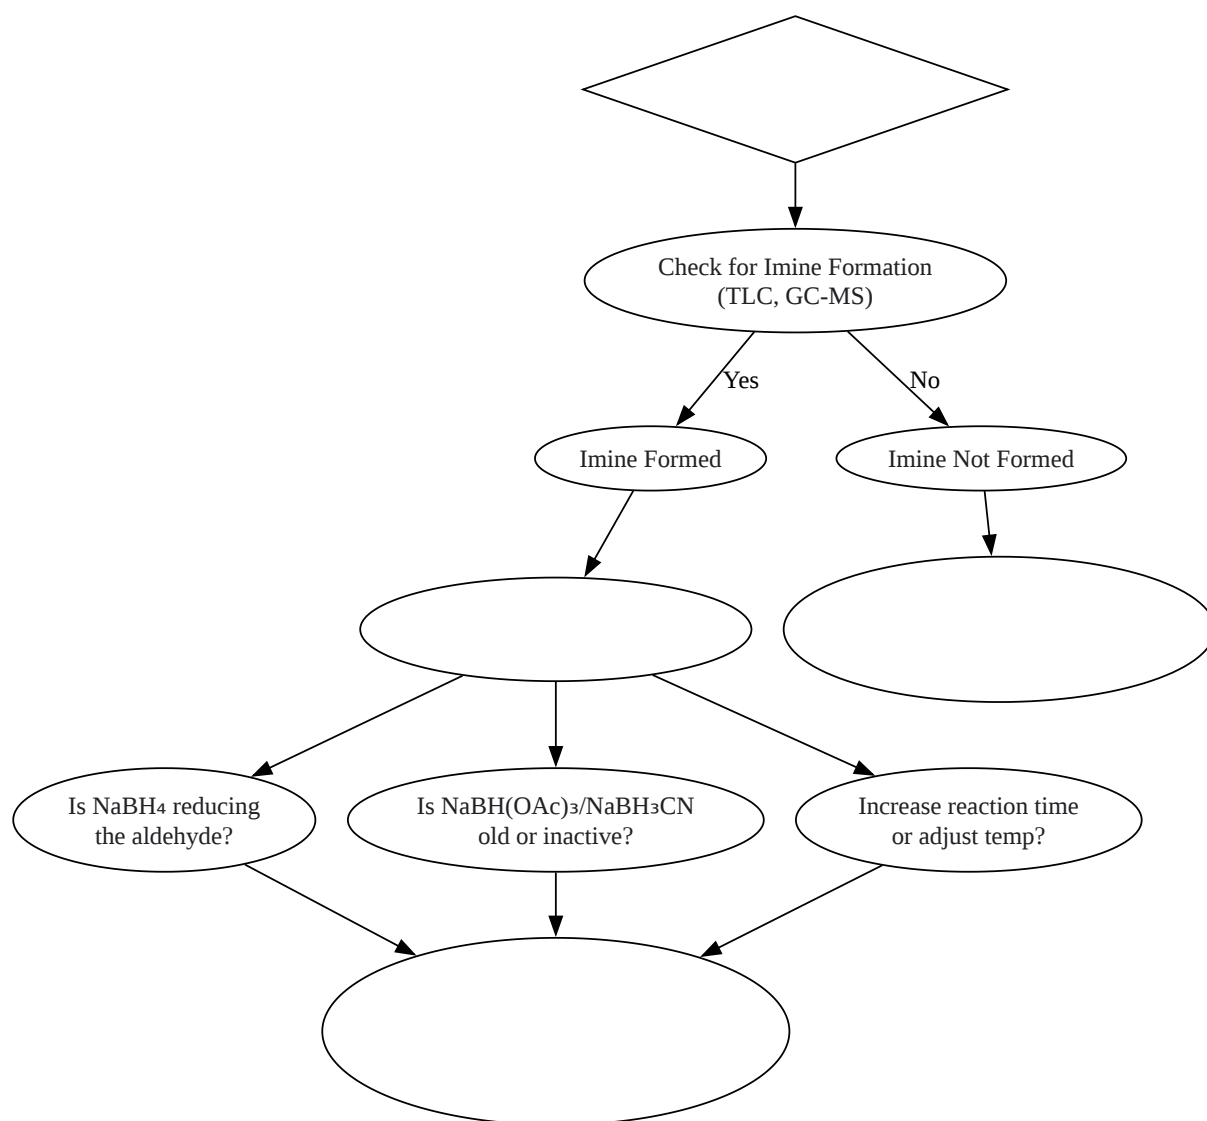 Check for Imine Formation
(TLC, GC-MS)
Yes
No
Imine Formed
Imine Not Formed
Is NaBH₄ reducing
the aldehyde?
Is NaBH(OAc)₃/NaBH₃CN
old or inactive?
Increase reaction time
or adjust temp?